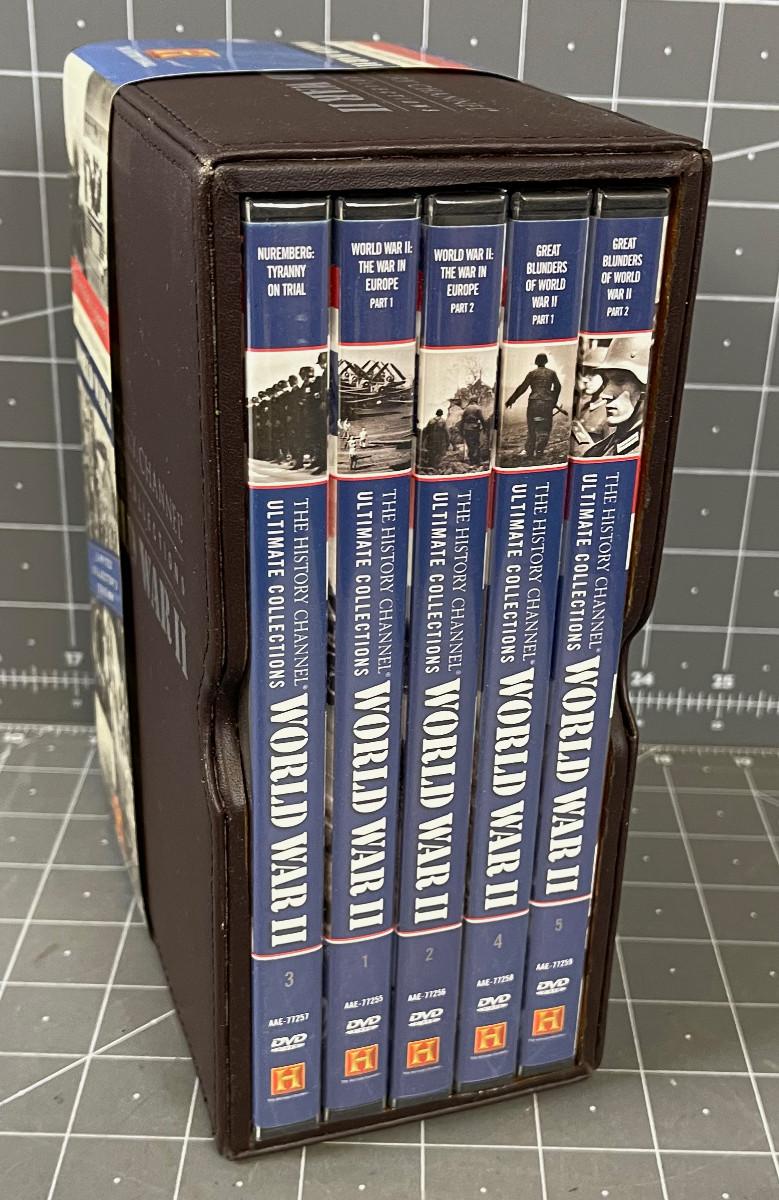 NUREMBERG:
TYRANNY
ON TRIAL
THE HISTORY CHANNEL®
ULTIMATE COLLECTIONS
WORLD WAR II
3
AAE-77257
DVD
H
WORLD WAR II:
THE WAR IN
EUROPE
PART 1
THE HISTORY CHANNEL®
ULTIMATE COLLECTIONS
WORLD WAR II
1
AAE-77255
DVD
H
WORLD WAR II:
THE WAR IN
EUROPE
PART 2
THE HISTORY CHANNEL®
ULTIMATE COLLECTIONS
WORLD WAR II
2
AAE-77256
DVD
H
GREAT
BLUNDERS
OF WORLD
WAR II
PART 1
THE HISTORY CHANNEL®
ULTIMATE COLLECTIONS
WORLD WAR II
4
AAE-77258
DVD
H
GREAT
BLUNDERS
OF WORLD
WAR II
PART 2
THE HISTORY CHANNEL®
ULTIMATE COLLECTIONS
WORLD WAR II
5
AAE-77259
DVD
H
CHANNEL
WAR II
17
24
25